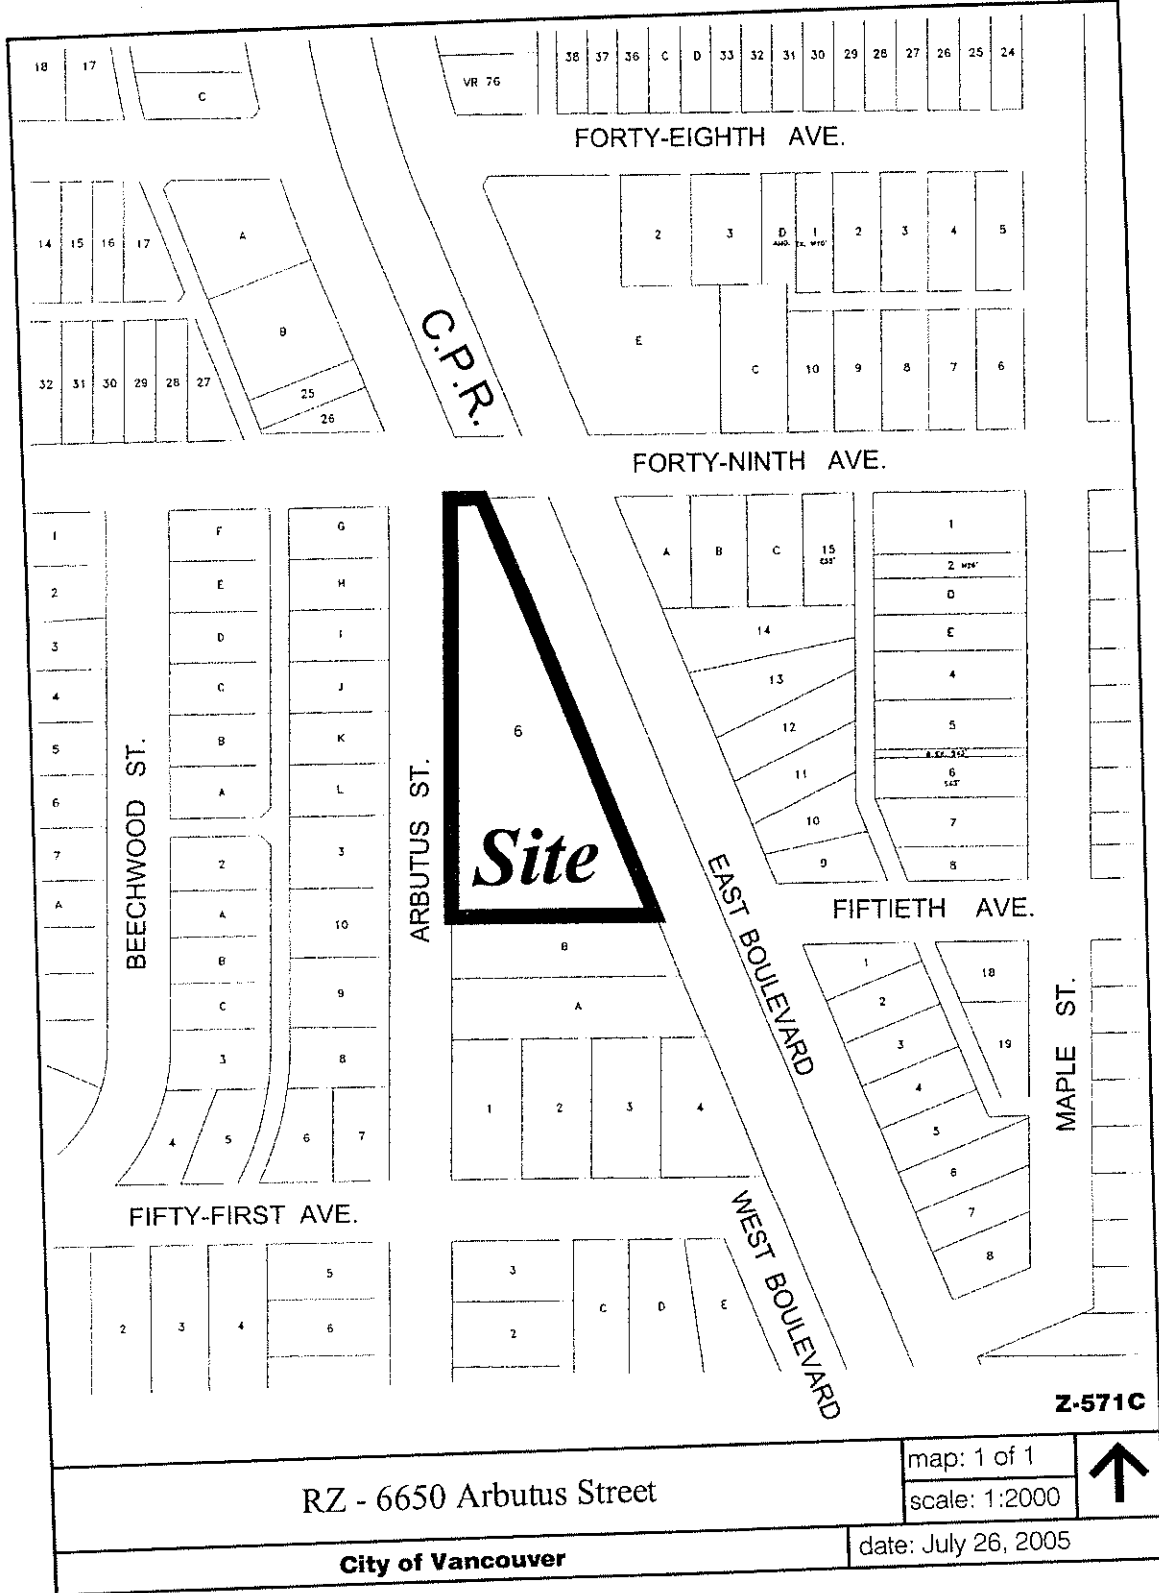 18 17
C
VR 76
38 37 36 C D 33 32 31 30 29 28 27 26 25 24
FORTY-EIGHTH AVE.
14 15 16 17 A
2 3 D 1 2 3 4 5
B
C.P.R.
E
32 31 30 29 28 27
25
26
C 10 9 8 7 6
FORTY-NINTH AVE.
1
2
3
4
5
6
7
A
BEECHWOOD ST.
F
E
D
C
B
A
2
A
B
C
3
4 5
G
H
I
J
K
L
3
10
9
8
6 7
ARBUTUS ST.
6
Site
B
A
1 2 3 4
A B C 15
14
13
12
11
10
9
1
2
D
E
4
5
6
7
8
EAST BOULEVARD
FIFTIETH AVE.
1
2
3
4
5
6
7
8
18
19
MAPLE ST.
FIFTY-FIRST AVE.
2 3 4
5
6
3
2
C D E
WEST BOULEVARD
Z-571C
RZ - 6650 Arbutus Street
map: 1 of 1
scale: 1:2000
City of Vancouver
date: July 26, 2005